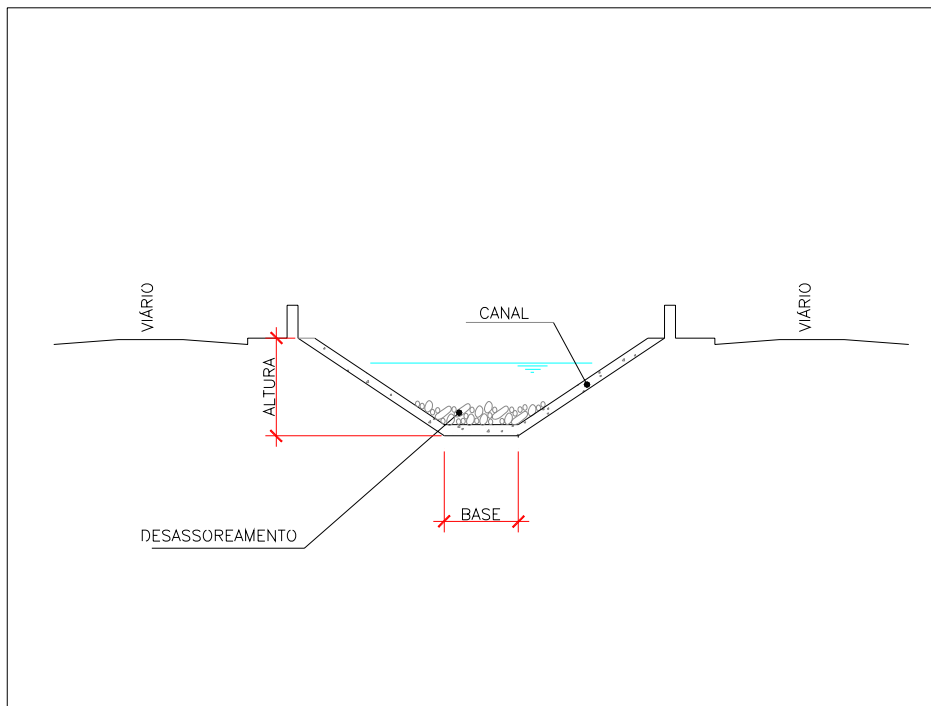 VIÁRIO
CANAL
VIÁRIO
ALTURA
BASE
DESASSOREAMENTO